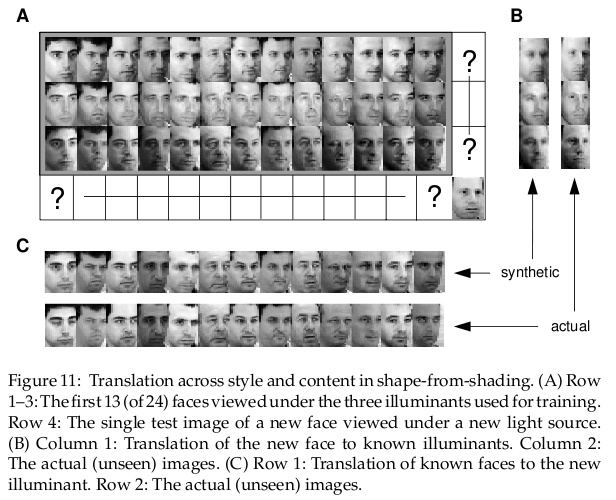 A
B
?
?
?
?
C
synthetic
actual
Figure 11: Translation across style and content in shape-from-shading. (A) Row
1–3: The first 13 (of 24) faces viewed under the three illuminants used for training.
Row 4: The single test image of a new face viewed under a new light source.
(B) Column 1: Translation of the new face to known illuminants. Column 2:
The actual (unseen) images. (C) Row 1: Translation of known faces to the new
illuminant. Row 2: The actual (unseen) images.